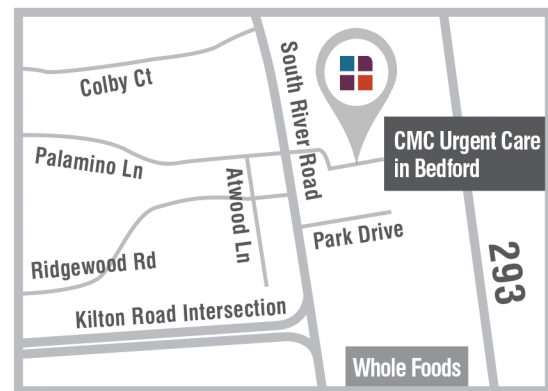 Colby Ct
South River Road
CMC Urgent Care
in Bedford
Palamino Ln
Atwood Ln
Park Drive
293
Ridgewood Rd
Kilton Road Intersection
Whole Foods